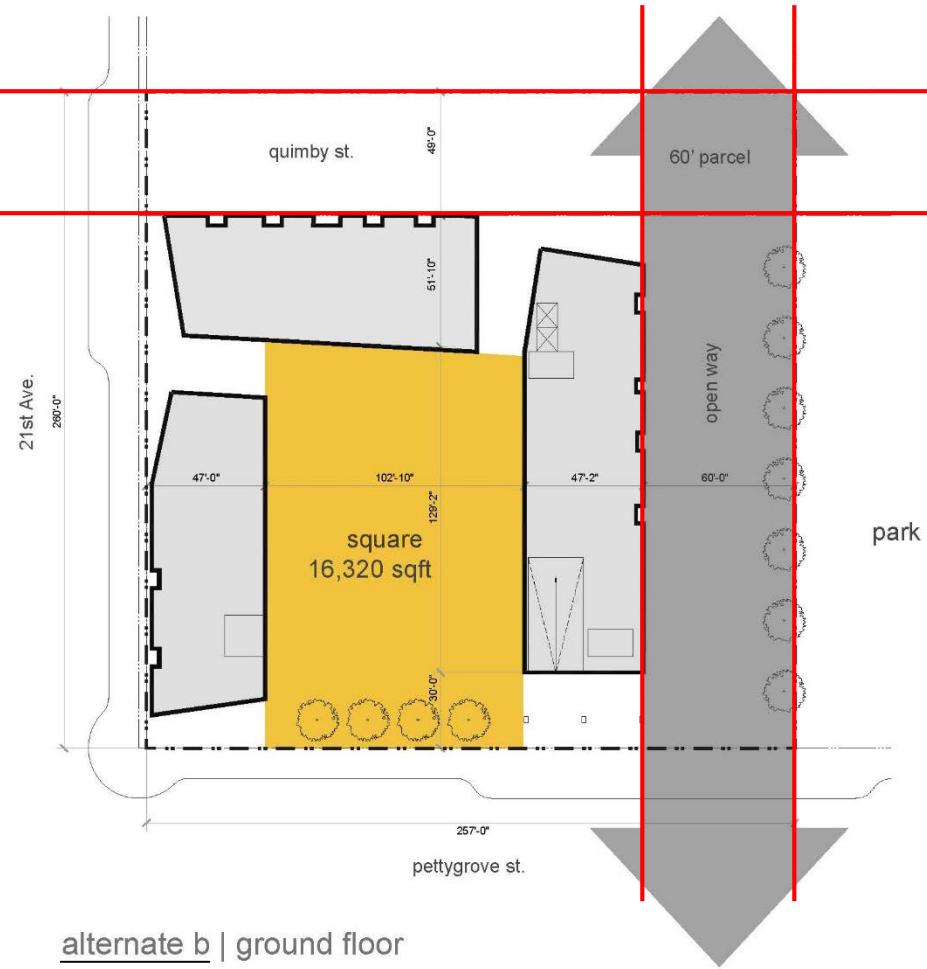 quimby st.
49'-0"
60' parcel
51'-10"
open way
21st Ave.
260'-0"
47'-0"
102'-10"
129'-2"
47'-2"
60'-0"
square
16,320 sqft
park
30'-0"
257'-0"
pettygrove st.
alternate b | ground floor